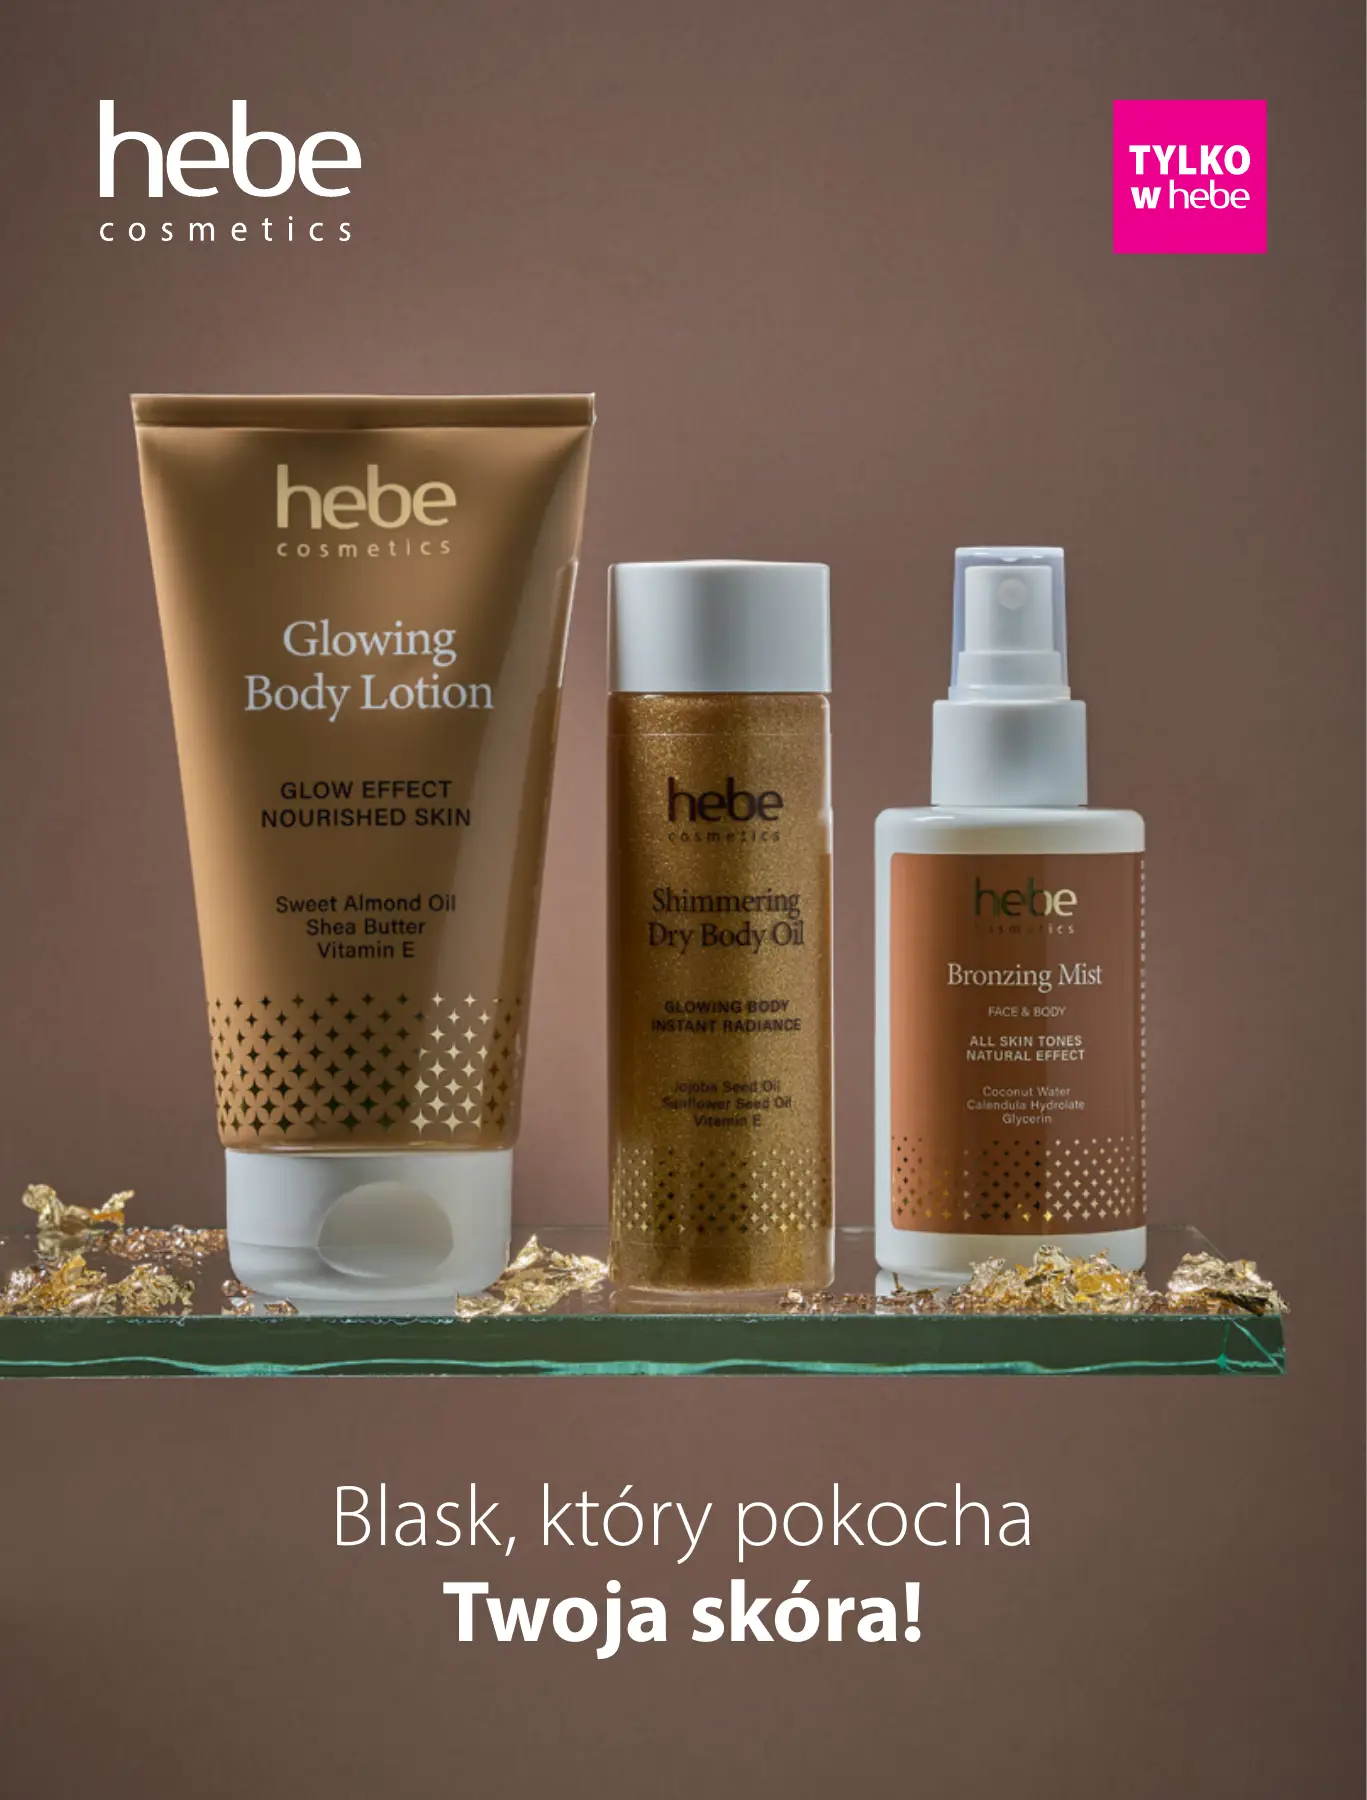 hebe
cosmetics
TYLKO
w hebe
hebe
cosmetics
Glowing
Body Lotion
GLOW EFFECT
NOURISHED SKIN
Sweet Almond Oil
Shea Butter
Vitamin E
hebe
cosmetics
Shimmering
Dry Body Oil
GLOWING BODY
INSTANT RADIANCE
Jojoba Seed Oil
Sunflower Seed Oil
Vitamin E
hebe
cosmetics
Bronzing Mist
FACE & BODY
ALL SKIN TONES
NATURAL EFFECT
Coconut Water
Calendula Hydrolate
Glycerin
Blask, który pokocha
Twoja skóra!